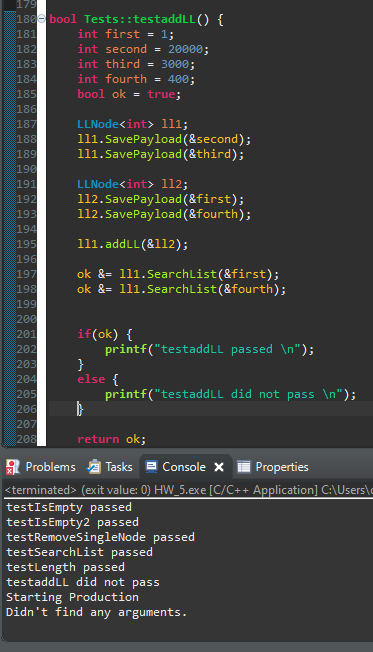 179
180 bool Tests::testaddLL() {
181 int first = 1;
182 int second = 20000;
183 int third = 3000;
184 int fourth = 400;
185 bool ok = true;
186
187 LLNode<int> ll1;
188 ll1.SavePayload(&second);
189 ll1.SavePayload(&third);
190
191 LLNode<int> ll2;
192 ll2.SavePayload(&first);
193 ll2.SavePayload(&fourth);
194
195 ll1.addLL(&ll2);
196
197 ok &= ll1.SearchList(&first);
198 ok &= ll1.SearchList(&fourth);
199
200
201 if(ok) {
202 printf("testaddLL passed \n");
203 }
204 else {
205 printf("testaddLL did not pass \n");
206 }
207
208 return ok;
Problems Tasks Console Properties
<terminated> (exit value: 0) HW_5.exe [C/C++ Application] C:\Users\
testIsEmpty passed
testIsEmpty2 passed
testRemoveSingleNode passed
testSearchList passed
testLength passed
testaddLL did not pass
Starting Production
Didn't find any arguments.